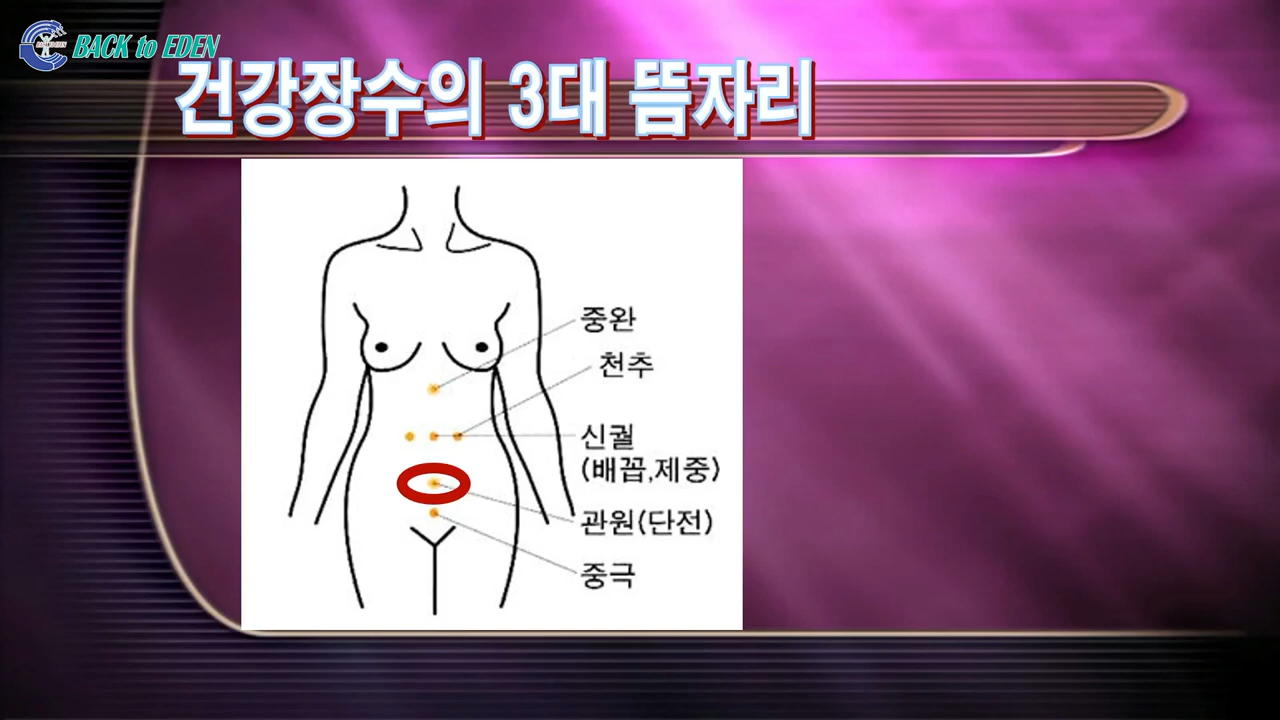 BACK to EDEN
건강장수의 3대 뜸자리
중완
천추
신궐
(배꼽,제중)
관원(단전)
중극